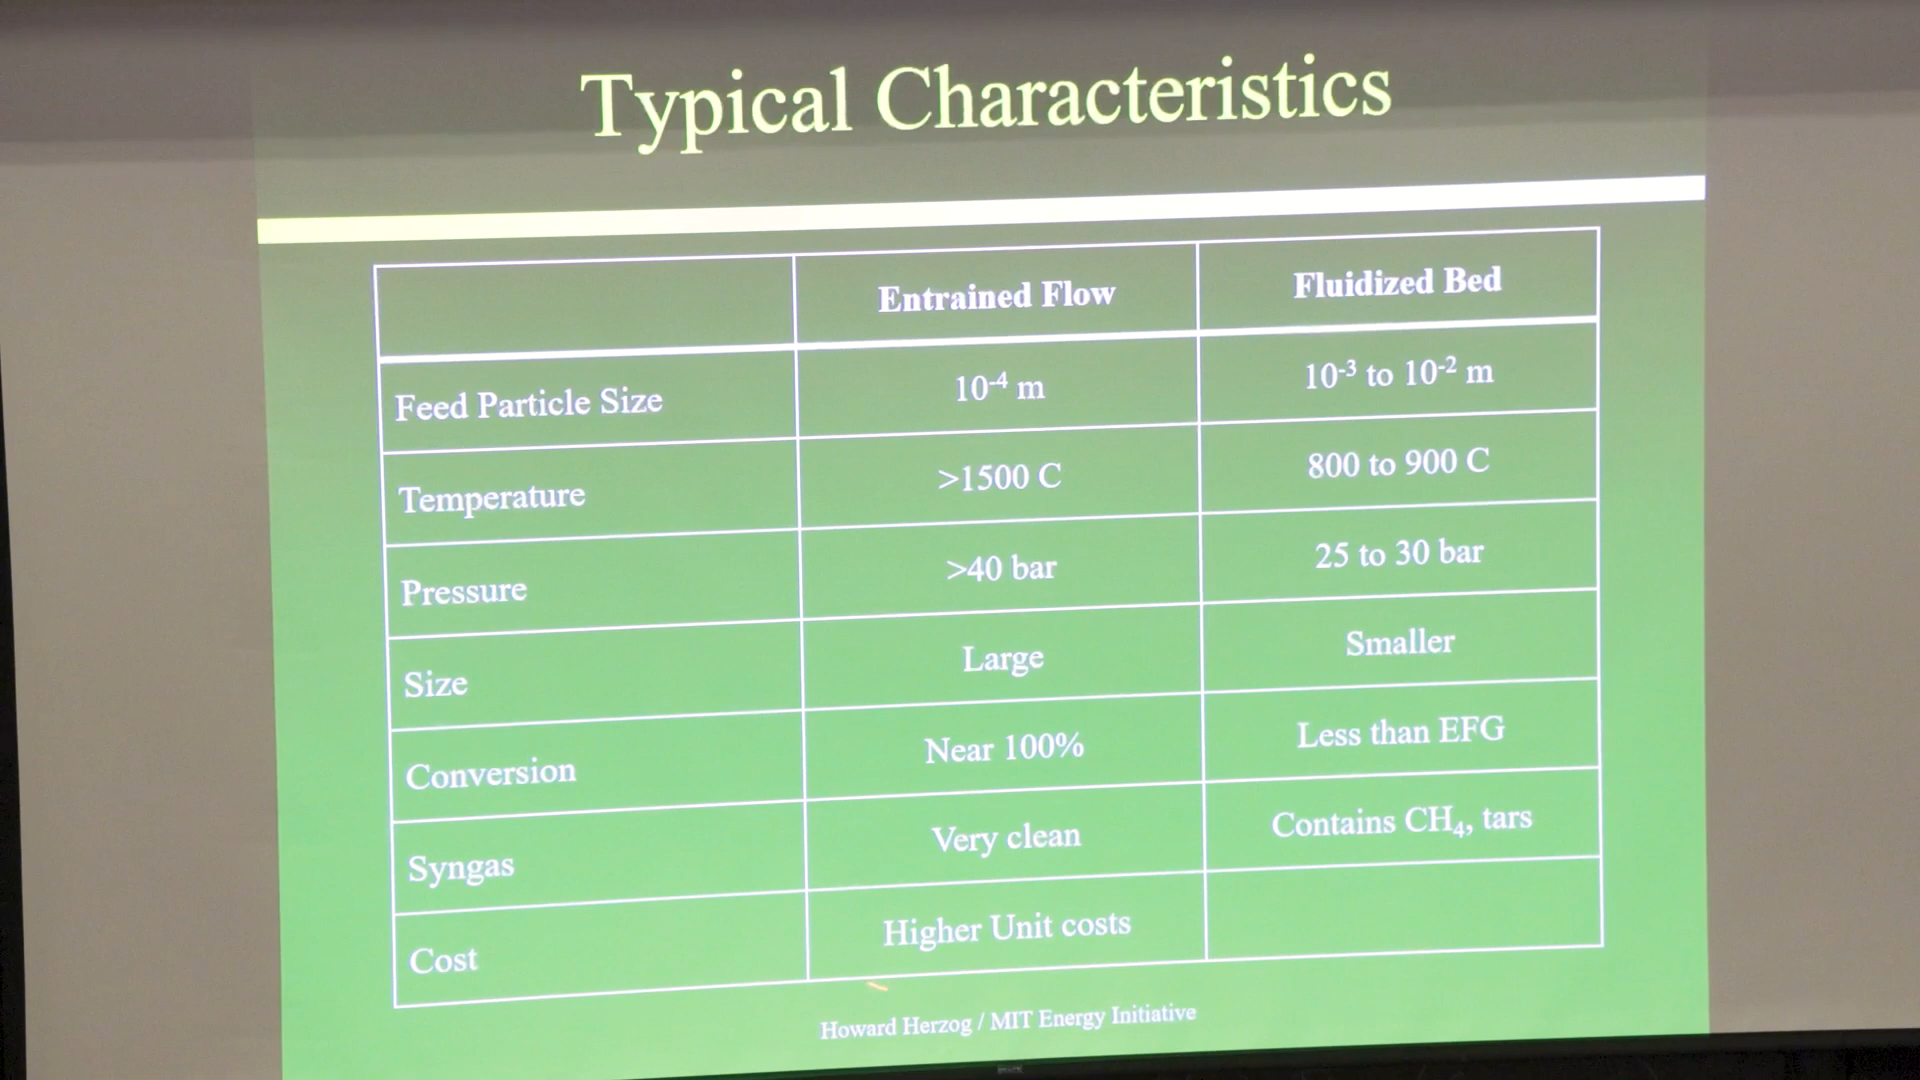 Typical Characteristics
Entrained Flow Fluidized Bed
Feed Particle Size 10⁻⁴ m 10⁻³ to 10⁻² m
Temperature >1500 C 800 to 900 C
Pressure >40 bar 25 to 30 bar
Size Large Smaller
Conversion Near 100% Less than EFG
Syngas Very clean Contains CH₄, tars
Cost Higher Unit costs
Howard Herzog / MIT Energy Initiative